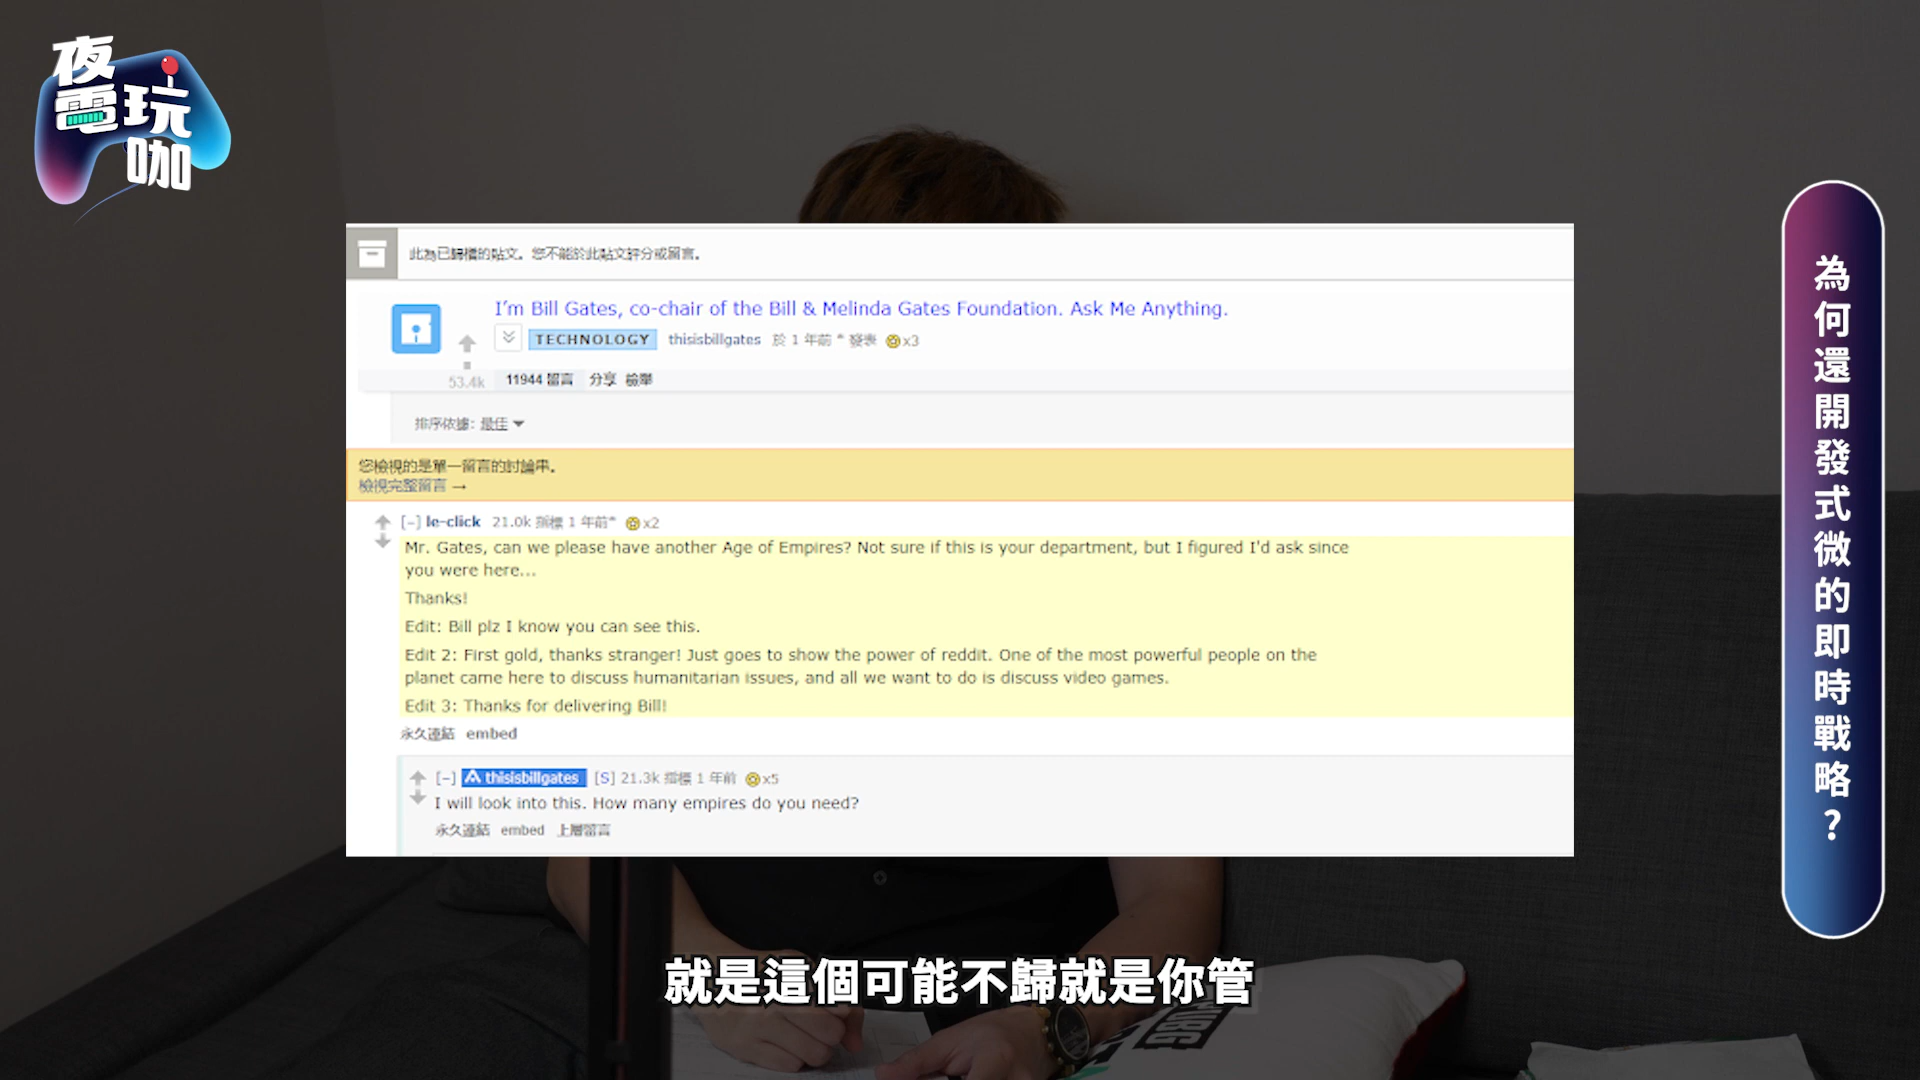 夜
電玩
咖
此為已歸檔的貼文。您不能於此貼文評分或留言。
I'm Bill Gates, co-chair of the Bill & Melinda Gates Foundation. Ask Me Anything.
TECHNOLOGY thisisbillgates 於 1 年前 * 發表 x3
53.4k 11944 留言 分享 檢舉
排序依據: 最佳
您檢視的是單一留言的討論串。
檢視完整留言 →
[–] le-click 21.0k 指標 1 年前* x2
Mr. Gates, can we please have another Age of Empires? Not sure if this is your department, but I figured I'd ask since
you were here...
Thanks!
Edit: Bill plz I know you can see this.
Edit 2: First gold, thanks stranger! Just goes to show the power of reddit. One of the most powerful people on the
planet came here to discuss humanitarian issues, and all we want to do is discuss video games.
Edit 3: Thanks for delivering Bill!
永久連結 embed
[–] thisisbillgates [S] 21.3k 指標 1 年前 x5
I will look into this. How many empires do you need?
永久連結 embed 上層留言
為何還開發式微的即時戰略?
就是這個可能不歸就是你管